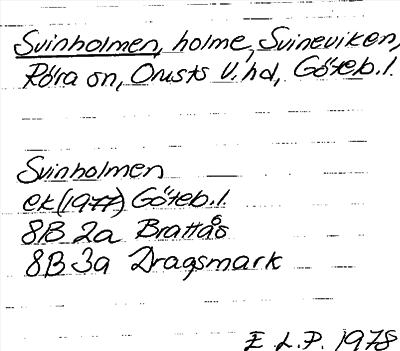 Svinholmen, holme, Svineviken,
Röra sn, Orusts V. hd, Göteb. l.
Svinholmen
ek (1977) Göteb. l.
8B 2a Brattås
8B 3a Dragsmark
E L.P. 1978